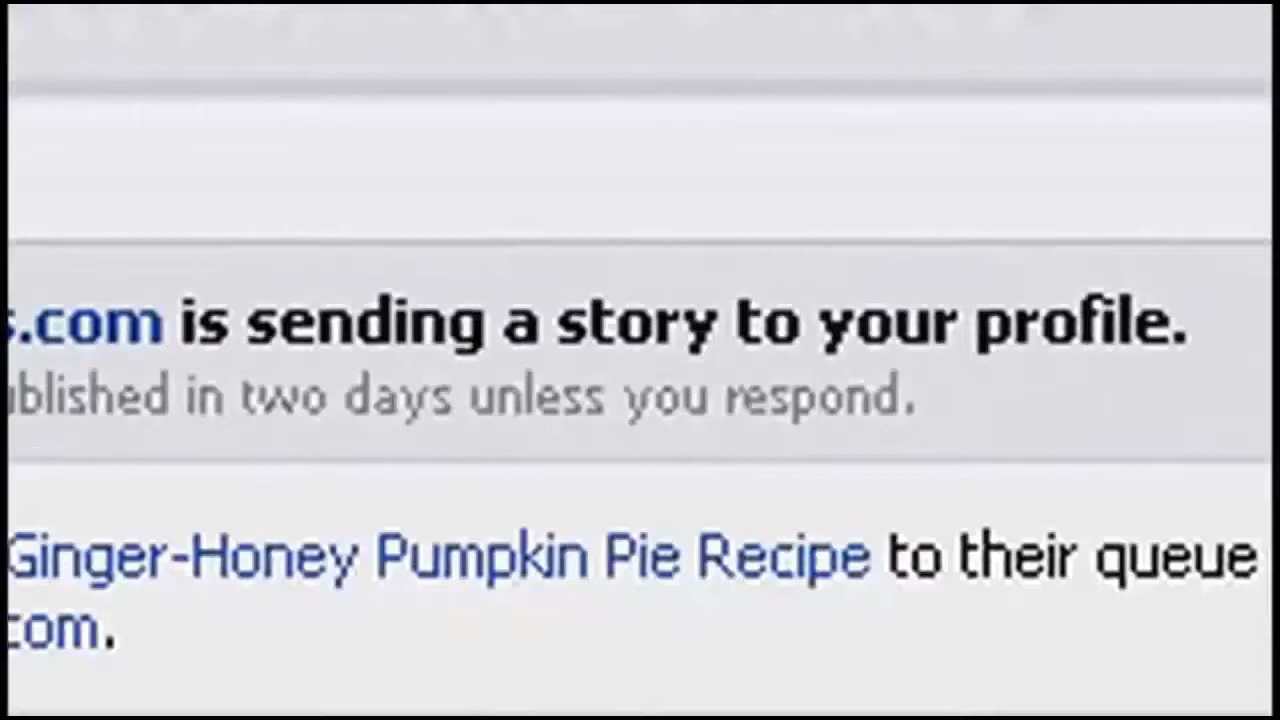 s.com is sending a story to your profile.
ublished in two days unless you respond.
Ginger-Honey Pumpkin Pie Recipe to their queue
com.